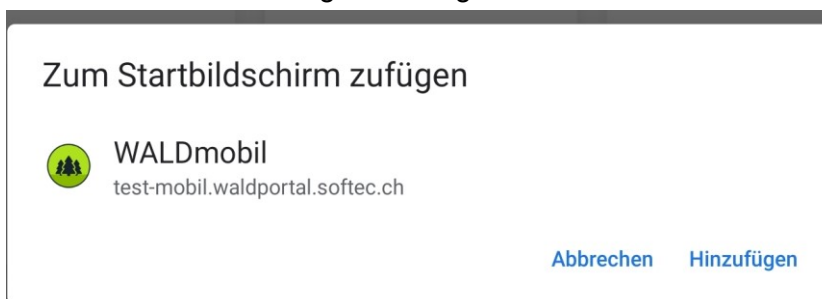 Zum Startbildschirm zufügen
WALDmobil
test-mobil.waldportal.softec.ch
Abbrechen Hinzufügen